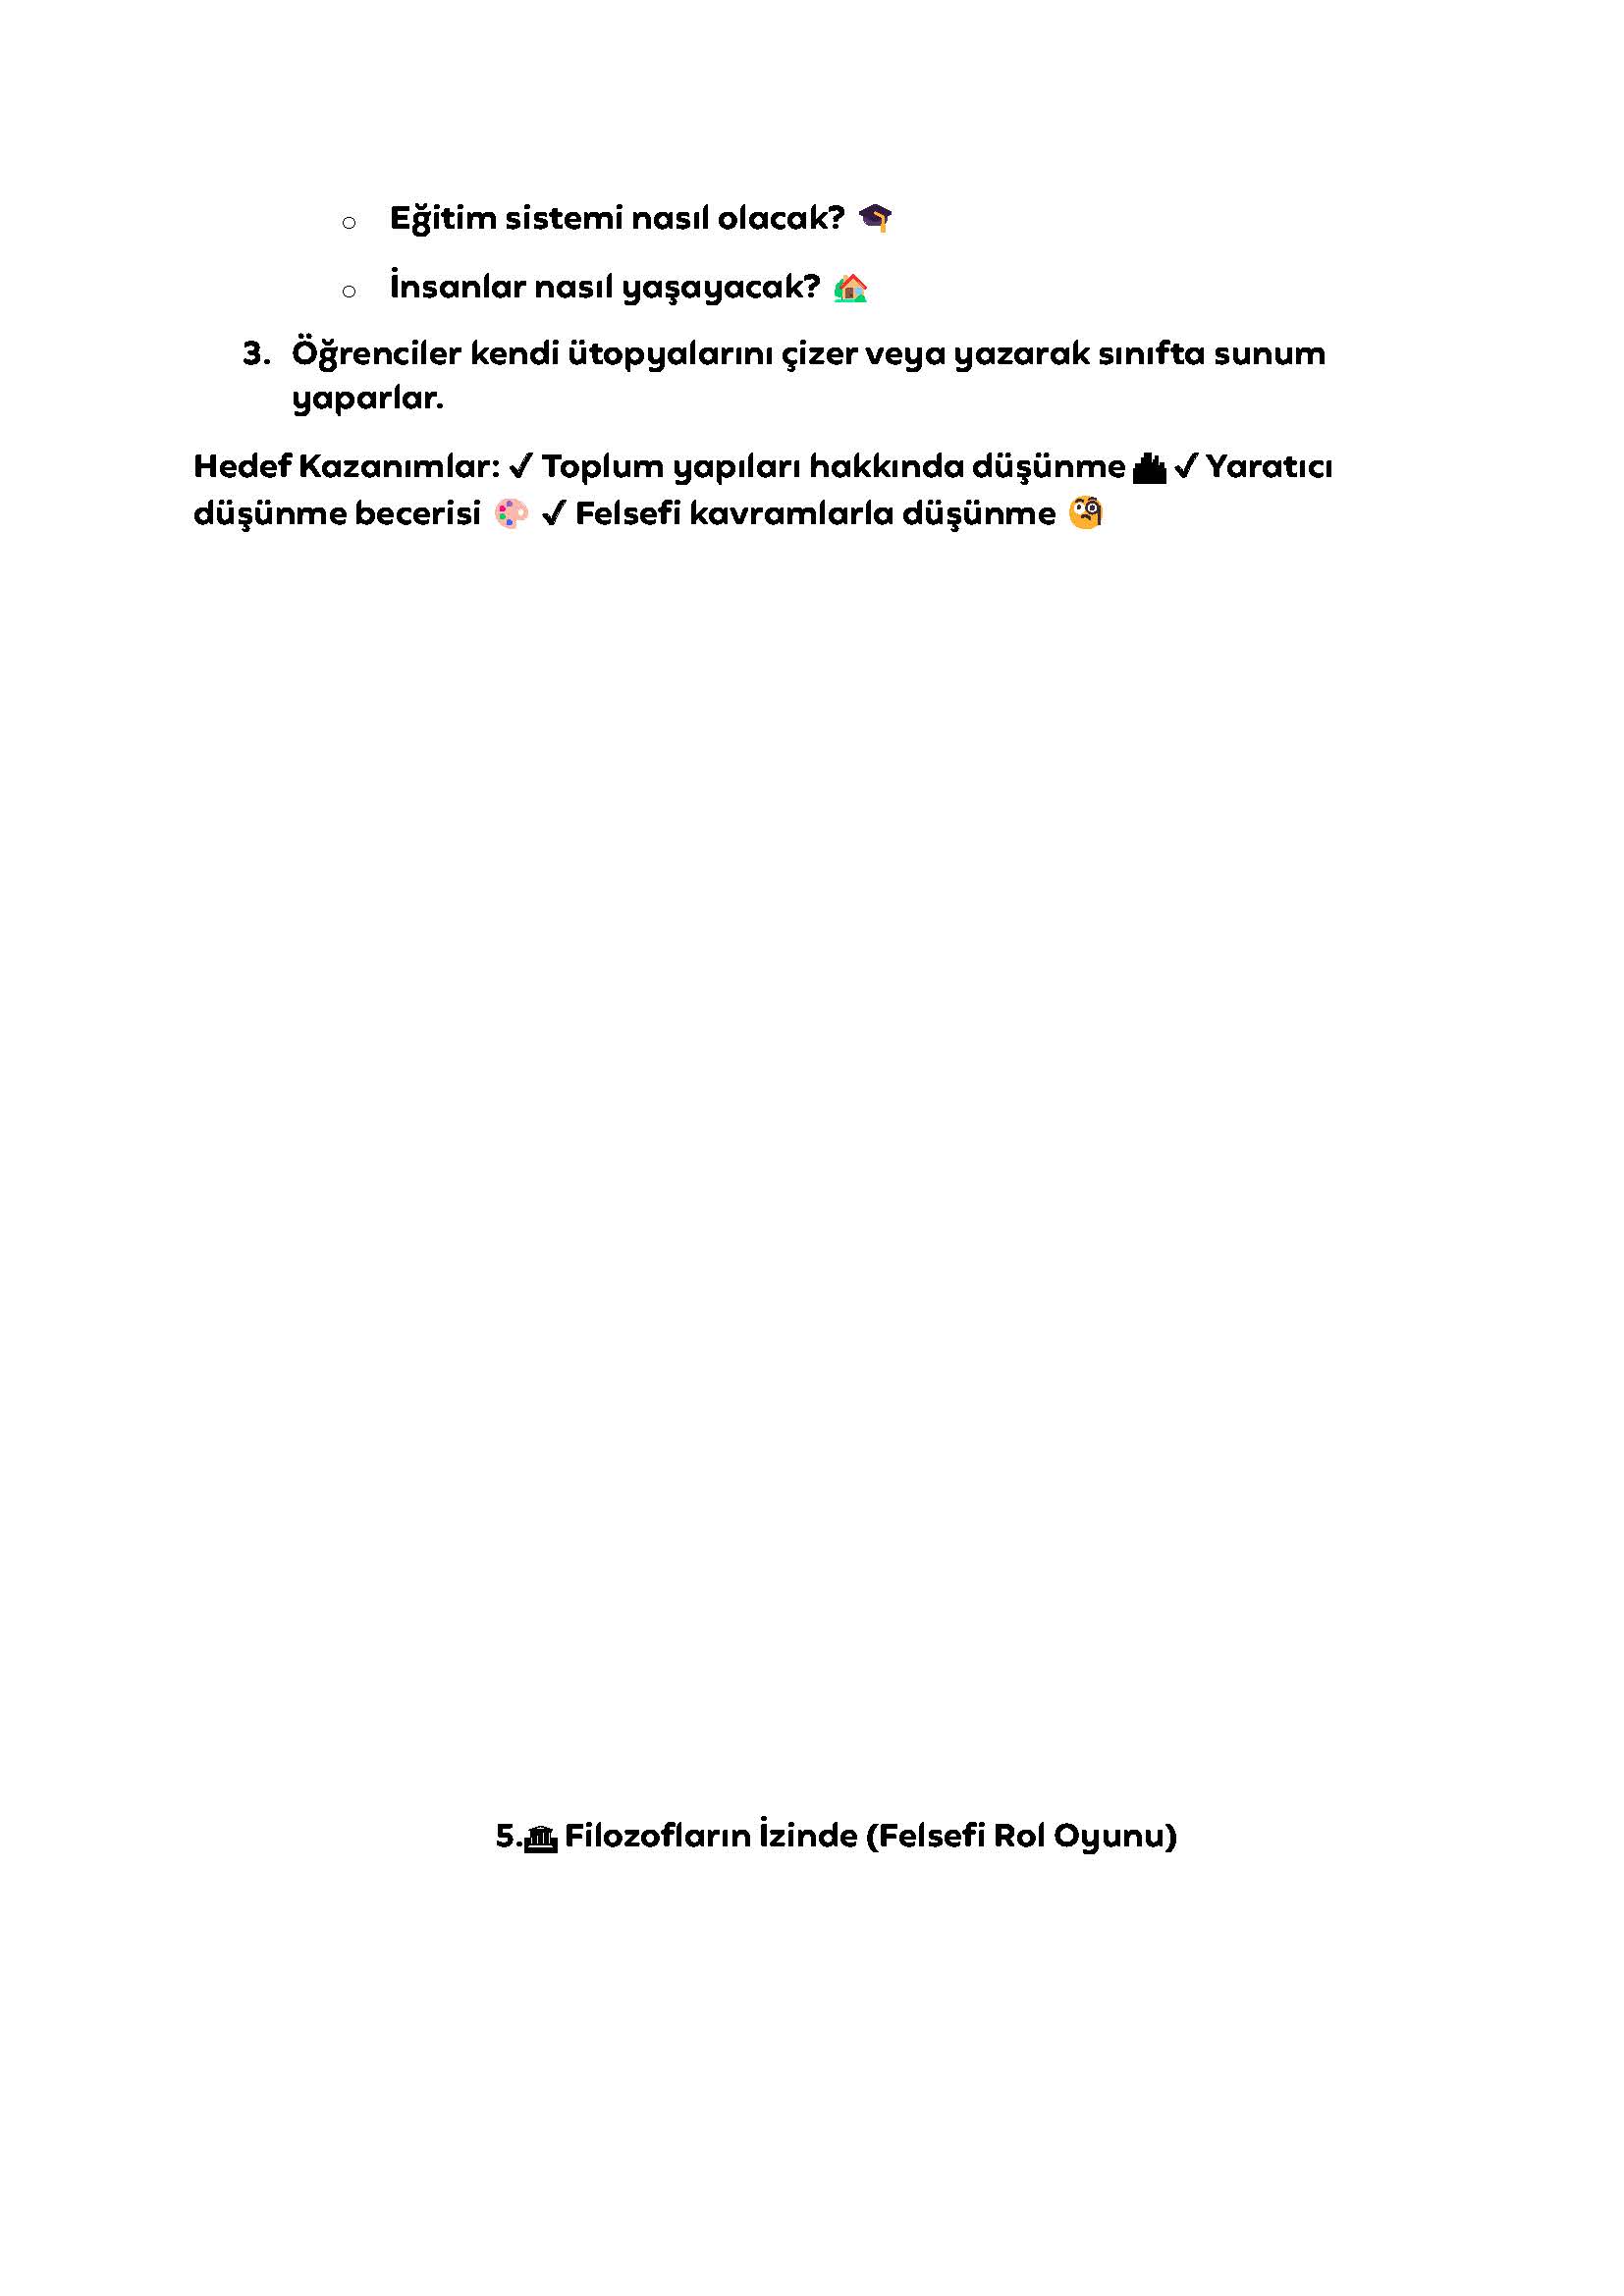 ○ Eğitim sistemi nasıl olacak? 🎓
○ İnsanlar nasıl yaşayacak? 🏡
3. Öğrenciler kendi ütopyalarını çizer veya yazarak sınıfta sunum
yaparlar.
Hedef Kazanımlar: ✔ Toplum yapıları hakkında düşünme 🏙 ✔ Yaratıcı
düşünme becerisi 🎨 ✔ Felsefi kavramlarla düşünme 🧐
5.🏛 Filozofların İzinde (Felsefi Rol Oyunu)